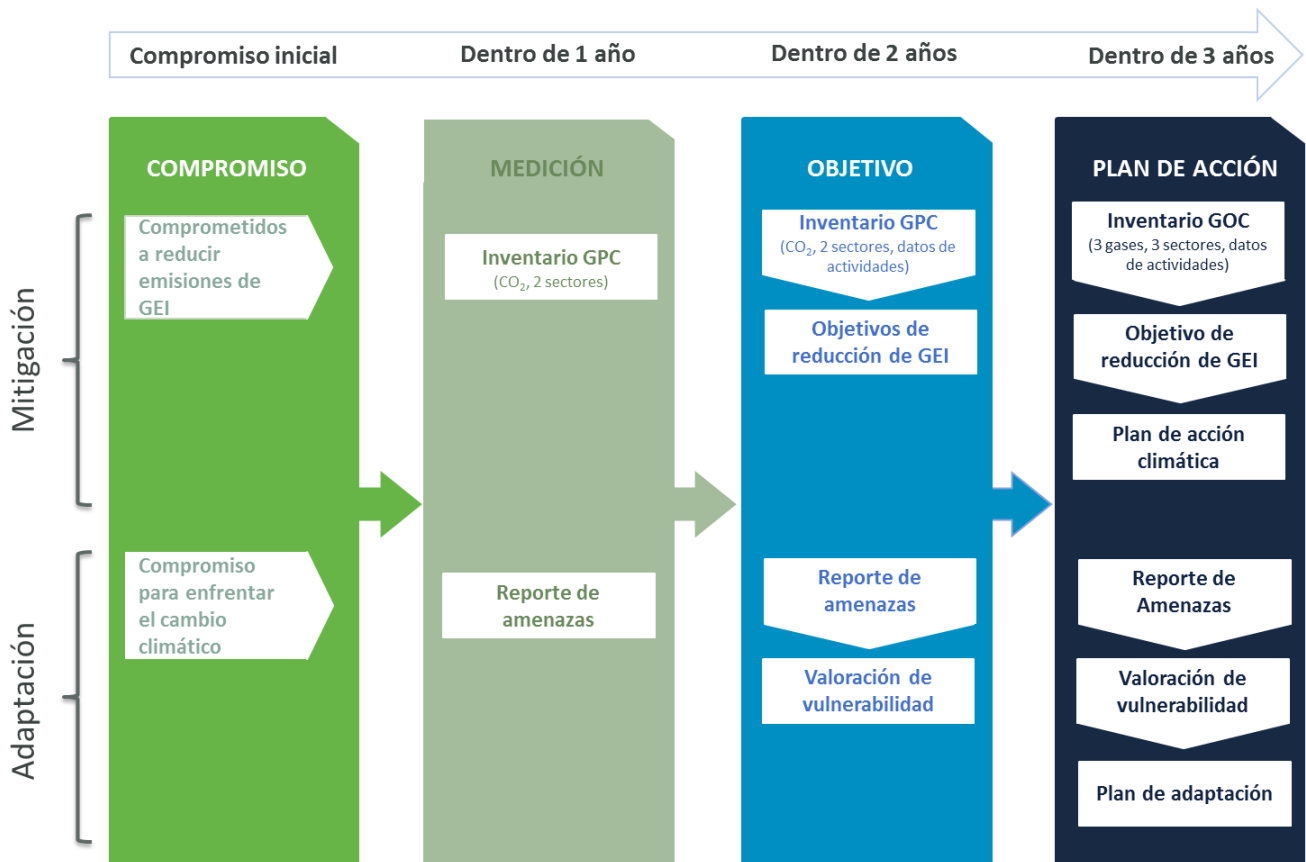 Compromiso inicial
Dentro de 1 año
Dentro de 2 años
Dentro de 3 años
Mitigación
Adaptación
COMPROMISO
Comprometidos
a reducir
emisiones de
GEI
Compromiso
para enfrentar
el cambio
climático
MEDICIÓN
Inventario GPC
(CO₂, 2 sectores)
Reporte de
amenazas
OBJETIVO
Inventario GPC
(CO₂, 2 sectores, datos de
actividades)
Objetivos de
reducción de GEI
Reporte de
amenazas
Valoración de
vulnerabilidad
PLAN DE ACCIÓN
Inventario GOC
(3 gases, 3 sectores, datos
de actividades)
Objetivo de
reducción de GEI
Plan de acción
climática
Reporte de
Amenazas
Valoración de
vulnerabilidad
Plan de adaptación